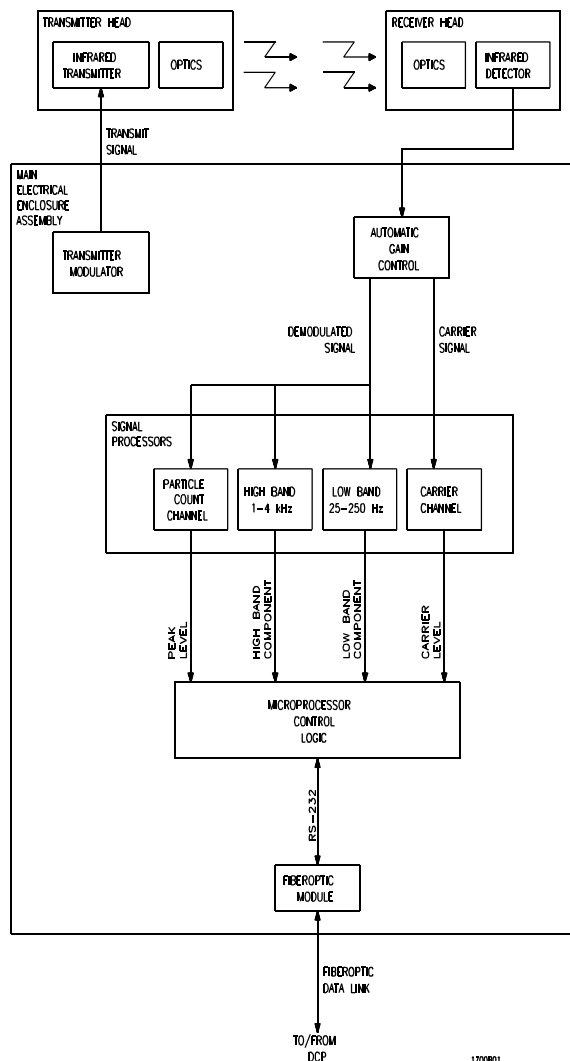 TRANSMITTER HEAD
INFRARED
TRANSMITTER
OPTICS
RECEIVER HEAD
OPTICS
INFRARED
DETECTOR
TRANSMIT
SIGNAL
MAIN
ELECTRICAL
ENCLOSURE
ASSEMBLY
TRANSMITTER
MODULATOR
AUTOMATIC
GAIN
CONTROL
DEMODULATED
SIGNAL
CARRIER
SIGNAL
SIGNAL
PROCESSORS
PARTICLE
COUNT
CHANNEL
HIGH BAND
1-4 kHz
LOW BAND
25-250 Hz
CARRIER
CHANNEL
PEAK
LEVEL
HIGH BAND
COMPONENT
LOW BAND
COMPONENT
CARRIER
LEVEL
MICROPROCESSOR
CONTROL
LOGIC
RS-232
FIBEROPTIC
MODULE
FIBEROPTIC
DATA LINK
TO/FROM
DCP
1700B01